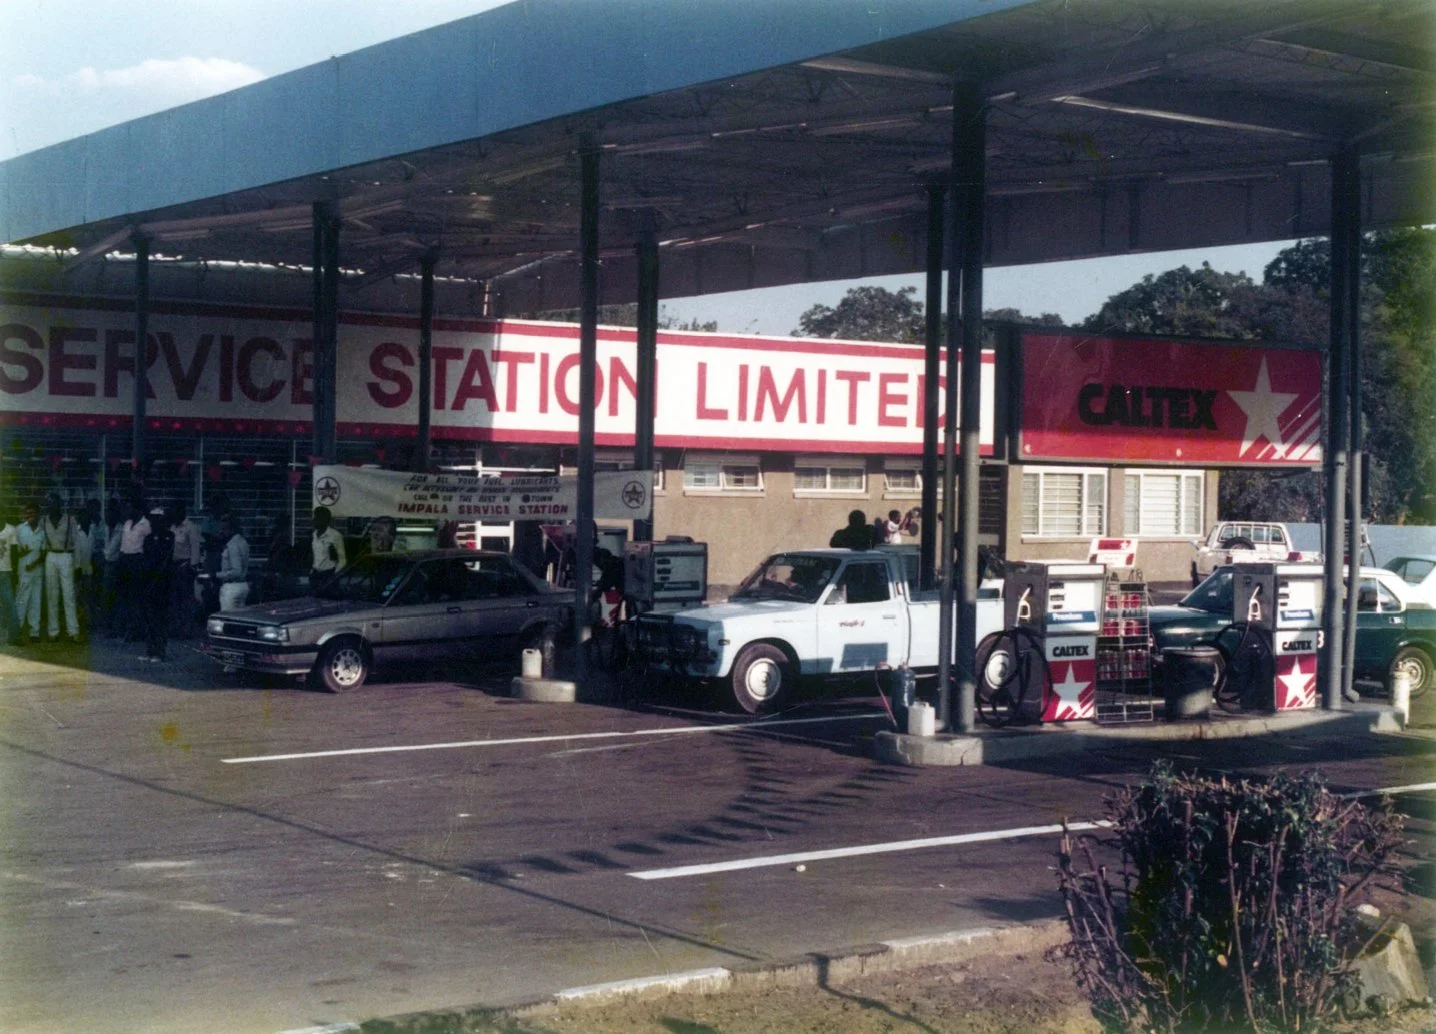 SERVICE STATION LIMITED
CALTEX
FOR ALL YOUR FUEL, LUBRICANTS,
CALL ON THE BEST IN TOWN
IMPALA SERVICE STATION
CALTEX
CALTEX